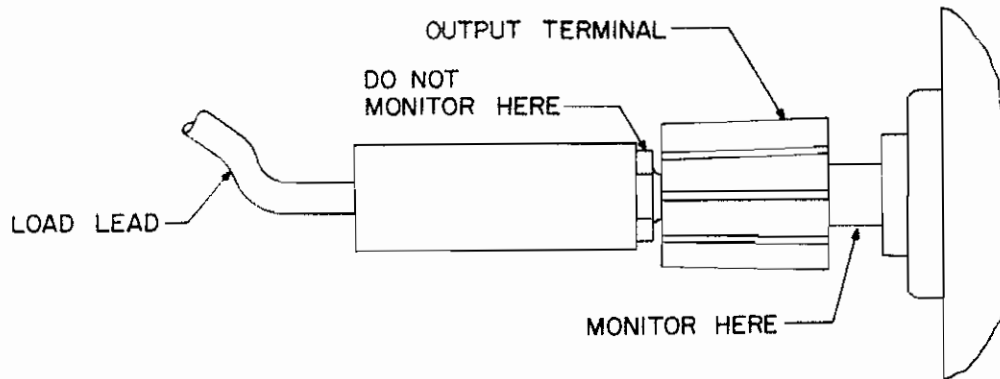 OUTPUT TERMINAL
DO NOT
MONITOR HERE
LOAD LEAD
MONITOR HERE